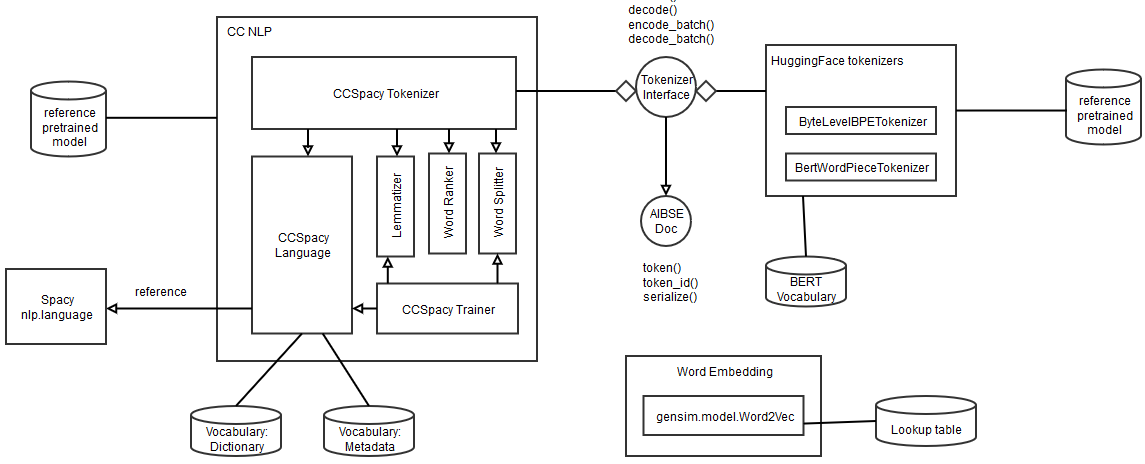 decode()
encode_batch()
decode_batch()
CC NLP
CCSpacy Tokenizer
Tokenizer
Interface
HuggingFace tokenizers
ByteLevelBPETokenizer
BertWordPieceTokenizer
reference
pretrained
model
reference
pretrained
model
CCSpacy
Language
Lemmatizer
Word Ranker
Word Splitter
AIBSE
Doc
token()
token_id()
serialize()
BERT
Vocabulary
Spacy
nlp.language
reference
CCSpacy Trainer
Vocabulary:
Dictionary
Vocabulary:
Metadata
Word Embedding
gensim.model.Word2Vec
Lookup table